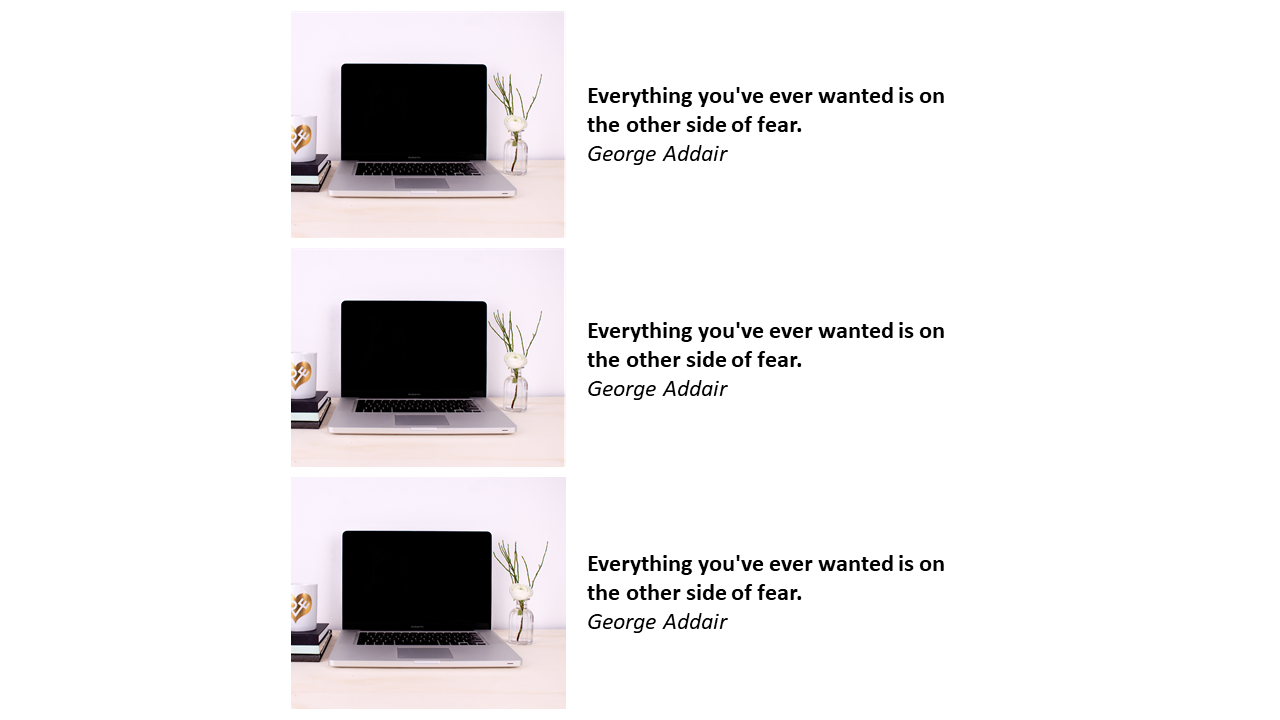 Everything you've ever wanted is on
the other side of fear.
George Addair
Everything you've ever wanted is on
the other side of fear.
George Addair
Everything you've ever wanted is on
the other side of fear.
George Addair